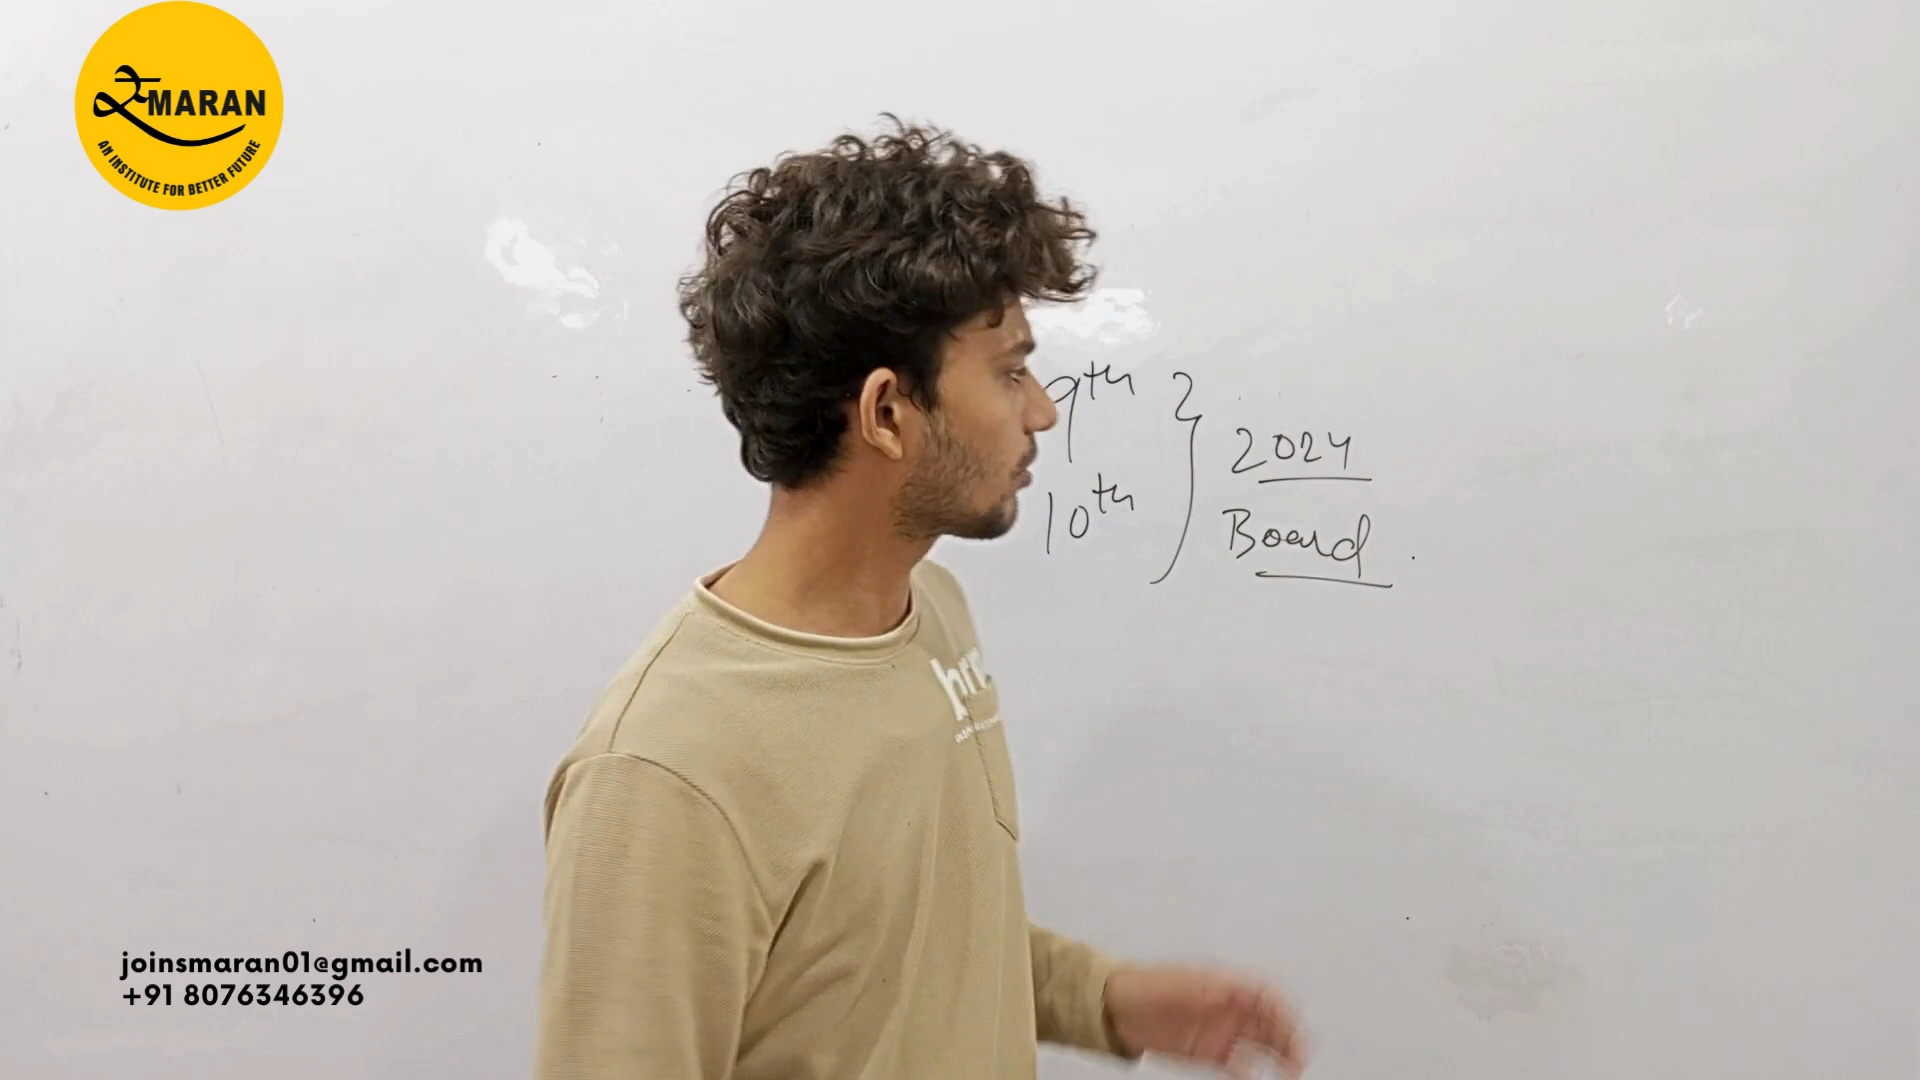 स्MARAN
AN INSTITUTE FOR BETTER FUTURE
9th
10th
2024
Board
joinsmaran01@gmail.com
+91 8076346396